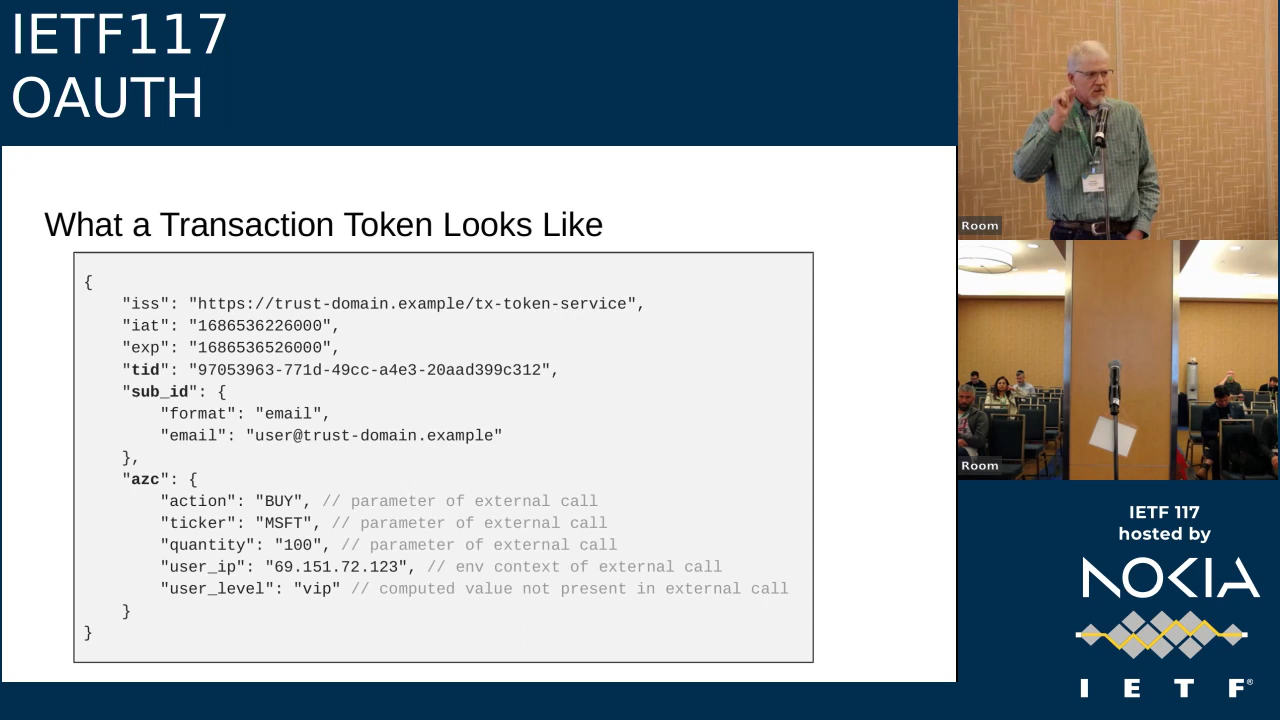 IETF117
OAUTH
What a Transaction Token Looks Like
{
    "iss": "https://trust-domain.example/tx-token-service",
    "iat": "1686536226000",
    "exp": "1686536526000",
    "tid": "97053963-771d-49cc-a4e3-20aad399c312",
    "sub_id": {
        "format": "email",
        "email": "user@trust-domain.example"
    },
    "azc": {
        "action": "BUY", // parameter of external call
        "ticker": "MSFT", // parameter of external call
        "quantity": "100", // parameter of external call
        "user_ip": "69.151.72.123", // env context of external call
        "user_level": "vip" // computed value not present in external call
    }
}
Room
Room
IETF 117
hosted by
NOKIA
I E T F®